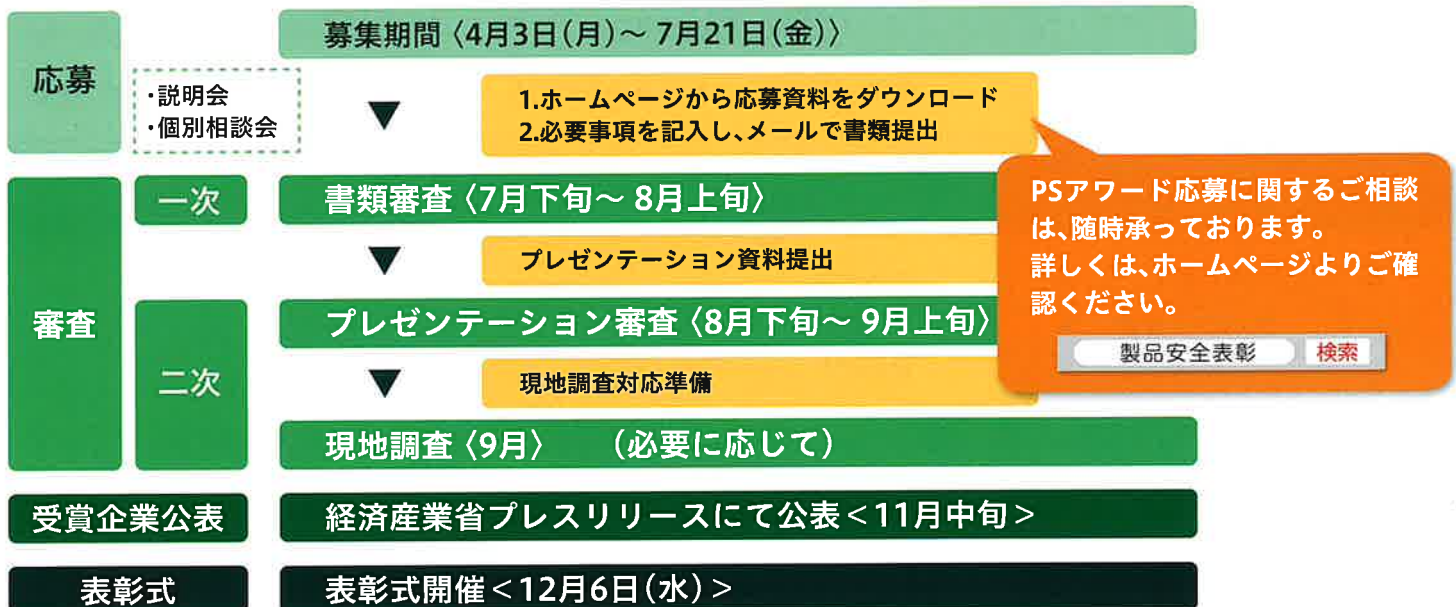 応募
募集期間〈4月3日(月)～7月21日(金)〉
・説明会
・個別相談会
▼
1.ホームページから応募資料をダウンロード
2.必要事項を記入し、メールで書類提出
PSアワード応募に関するご相談
は、随時承っております。
詳しくは、ホームページよりご確
認ください。
製品安全表彰 検索
審査
一次
書類審査〈7月下旬～8月上旬〉
▼
プレゼンテーション資料提出
二次
プレゼンテーション審査〈8月下旬～9月上旬〉
▼
現地調査対応準備
現地調査〈9月〉 (必要に応じて)
受賞企業公表
経済産業省プレスリリースにて公表＜11月中旬＞
表彰式
表彰式開催＜12月6日(水)＞